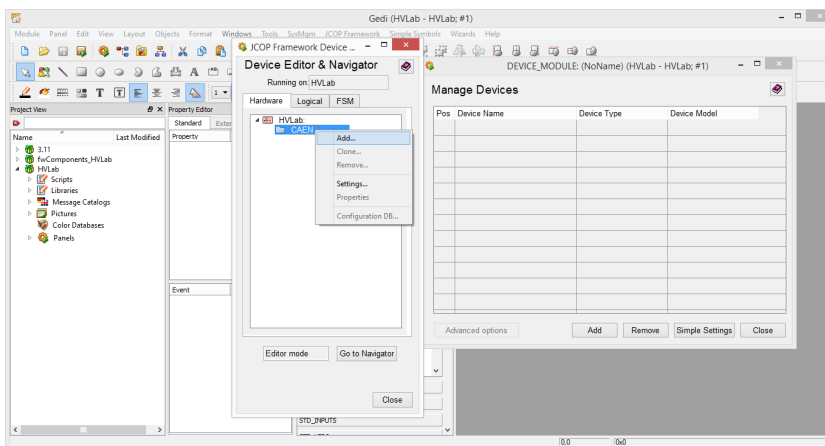 Gedi (HVLab - HVLab; #1)
Module Panel Edit View Layout Objects Format Windows Tools SysMgm JCOP Framework Simple Symbols Wizards Help
JCOP Framework Device ...
Device Editor & Navigator
Running on: HVLab
Hardware Logical FSM
HVLab:
CAEN
Add...
Clone...
Remove...
Settings...
Properties
Configuration DB...
Editor mode
Go to Navigator
Close
DEVICE_MODULE: (NoName) (HVLab - HVLab; #1)
Manage Devices
Pos Device Name Device Type Device Model
Advanced options Add Remove Simple Settings Close
1
Project View
Name Last Modified
3.11
fwComponents_HVLab
HVLab
Scripts
Libraries
Message Catalogs
Pictures
Color Databases
Panels
Property Editor
Standard Exter
Property
Event
STD_INPUTS
0.0 0x0